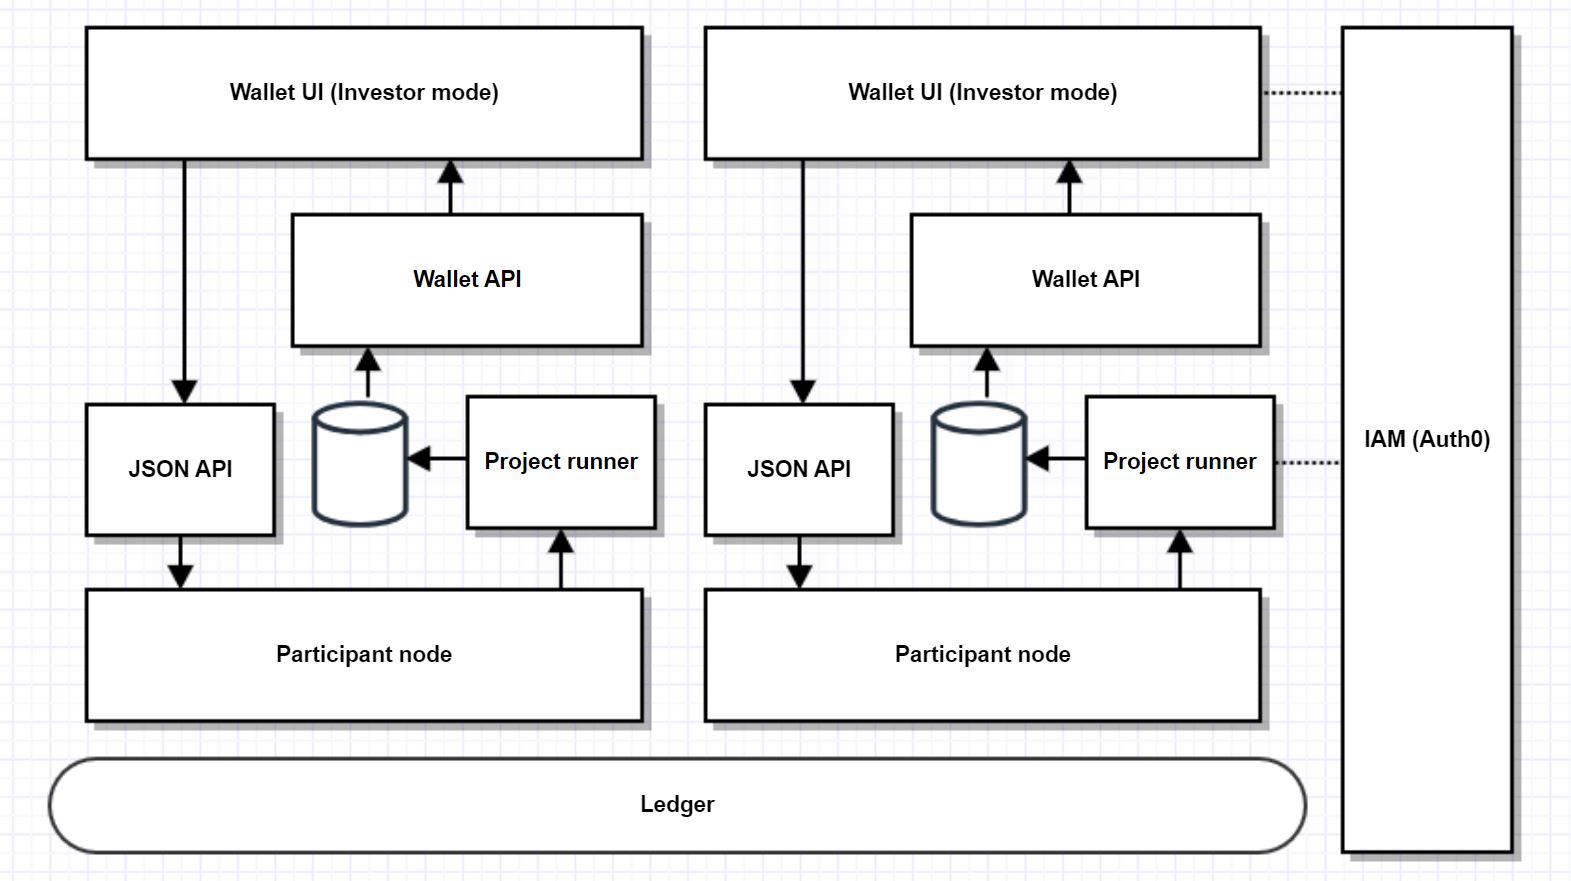 Wallet UI (Investor mode)
Wallet UI (Investor mode)
Wallet API
Wallet API
JSON API
Project runner
JSON API
Project runner
IAM (Auth0)
Participant node
Participant node
Ledger